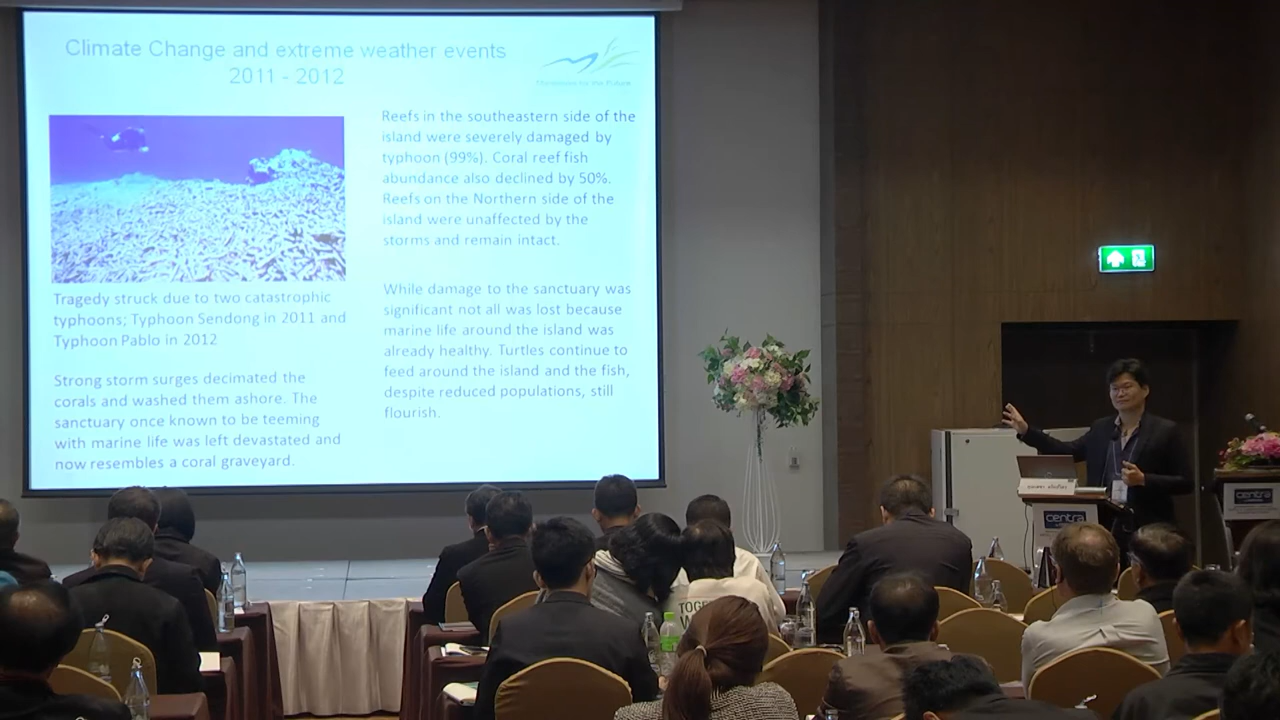 Climate Change and extreme weather events
2011 - 2012
Reefs in the southeastern side of the
island were severely damaged by
typhoon (99%). Coral reef fish
abundance also declined by 50%.
Reefs on the Northern side of the
island were unaffected by the
storms and remain intact.
While damage to the sanctuary was
significant not all was lost because
marine life around the island was
already healthy. Turtles continue to
feed around the island and the fish,
despite reduced populations, still
flourish.
Tragedy struck due to two catastrophic
typhoons; Typhoon Sendong in 2011 and
Typhoon Pablo in 2012
Strong storm surges decimated the
corals and washed them ashore. The
sanctuary once known to be teeming
with marine life was left devastated and
now resembles a coral graveyard.
centra
centra